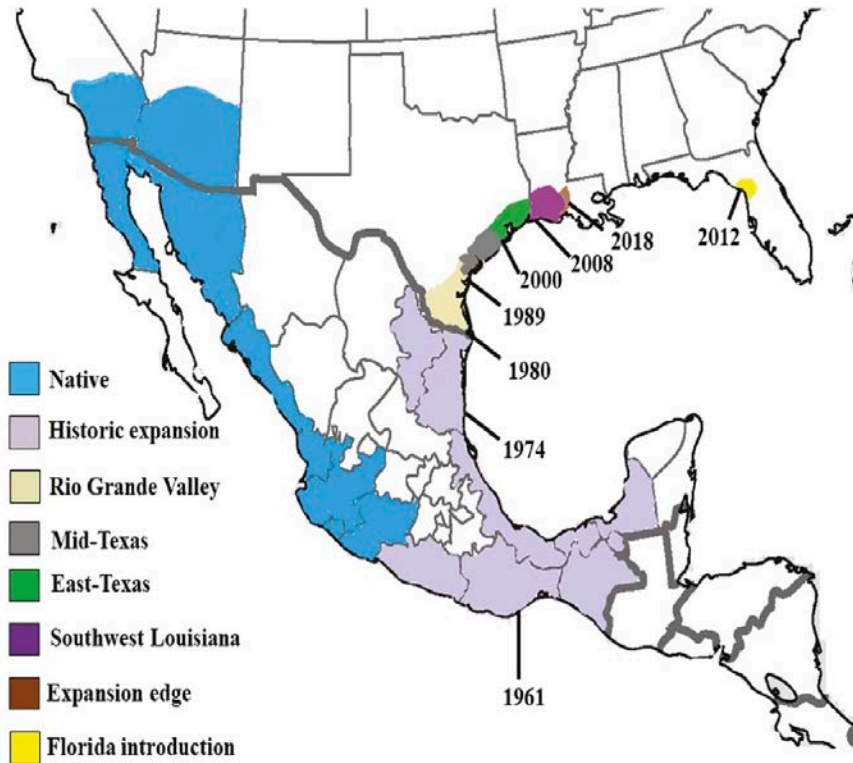 2018
2012
2008
2000
1989
1980
1974
1961
Native
Historic expansion
Rio Grande Valley
Mid-Texas
East-Texas
Southwest Louisiana
Expansion edge
Florida introduction